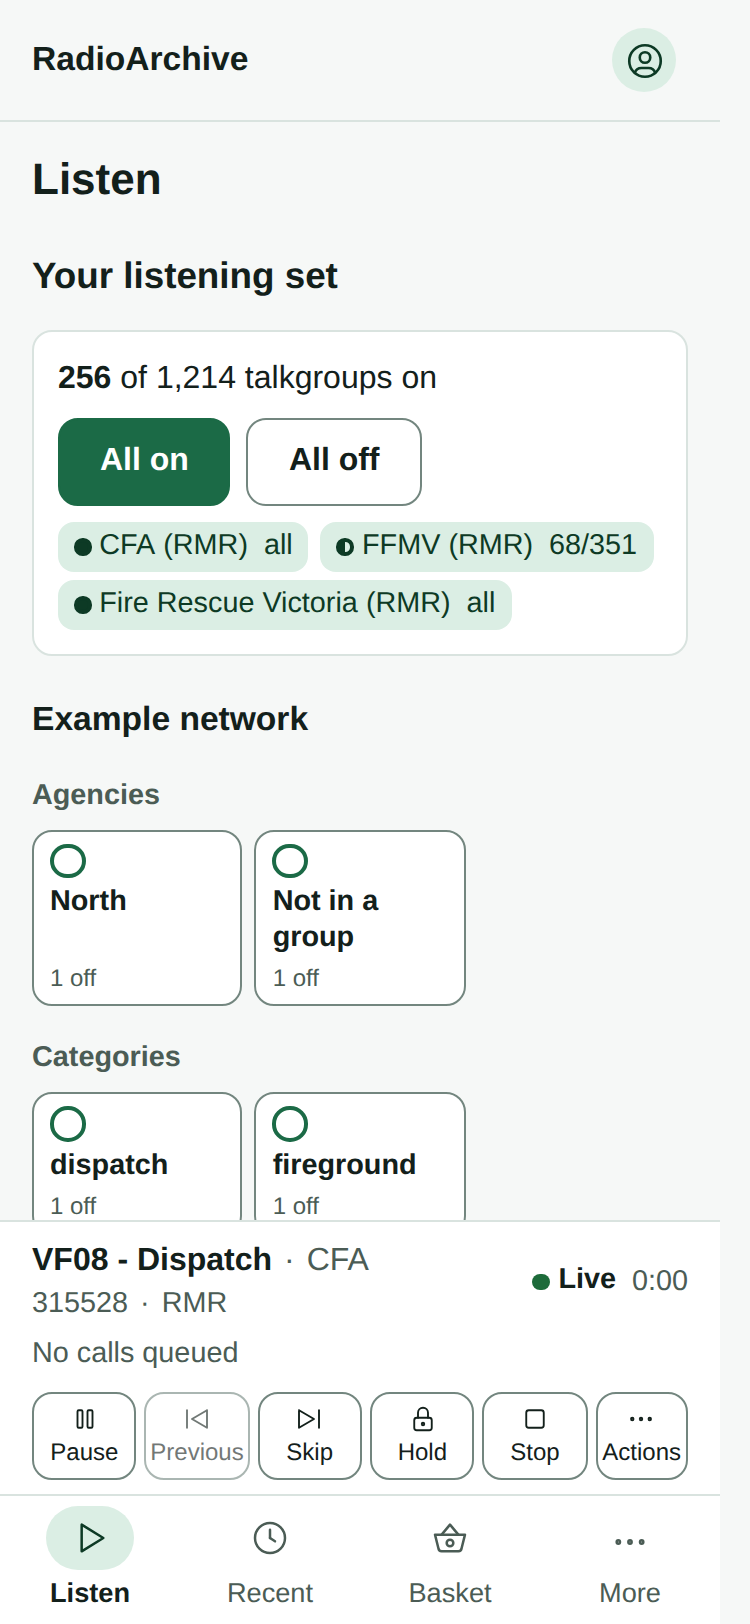 RadioArchive
Listen
Your listening set
256 of 1,214 talkgroups on
All on All off
CFA (RMR) all FFMV (RMR) 68/351
Fire Rescue Victoria (RMR) all
Example network
Agencies
North
1 off
Not in a
group
1 off
Categories
dispatch
1 off
fireground
1 off
VF08 - Dispatch · CFA
315528 · RMR
Live 0:00
No calls queued
Pause Previous Skip Hold Stop Actions
Listen Recent Basket More